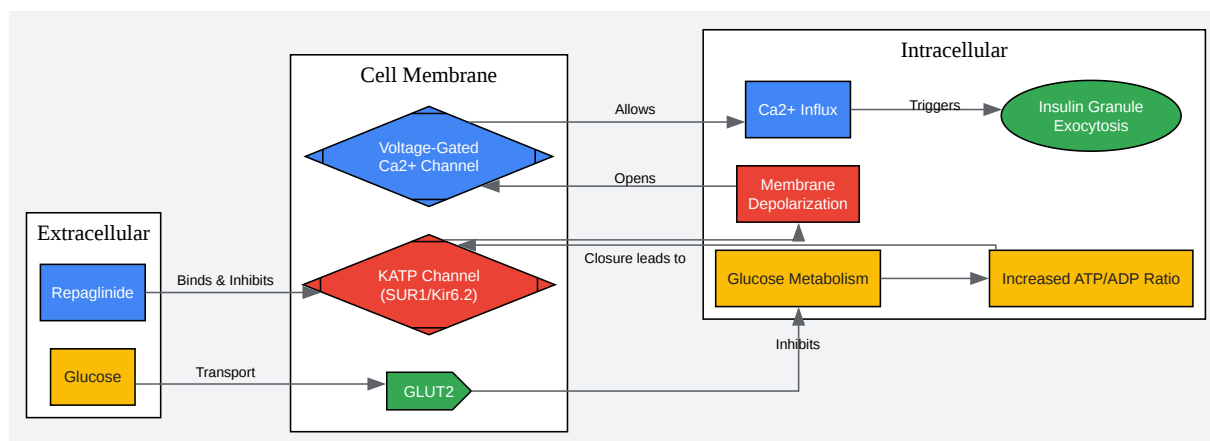 Intracellular
Cell Membrane
Allows
Ca2+ Influx
Triggers
Insulin Granule
Exocytosis
Voltage-Gated
Ca2+ Channel
Opens
Membrane
Depolarization
Extracellular
Closure leads to
Repaglinide
Binds & Inhibits
KATP Channel
(SUR1/Kir6.2)
Glucose Metabolism
Increased ATP/ADP Ratio
Inhibits
Glucose
Transport
GLUT2